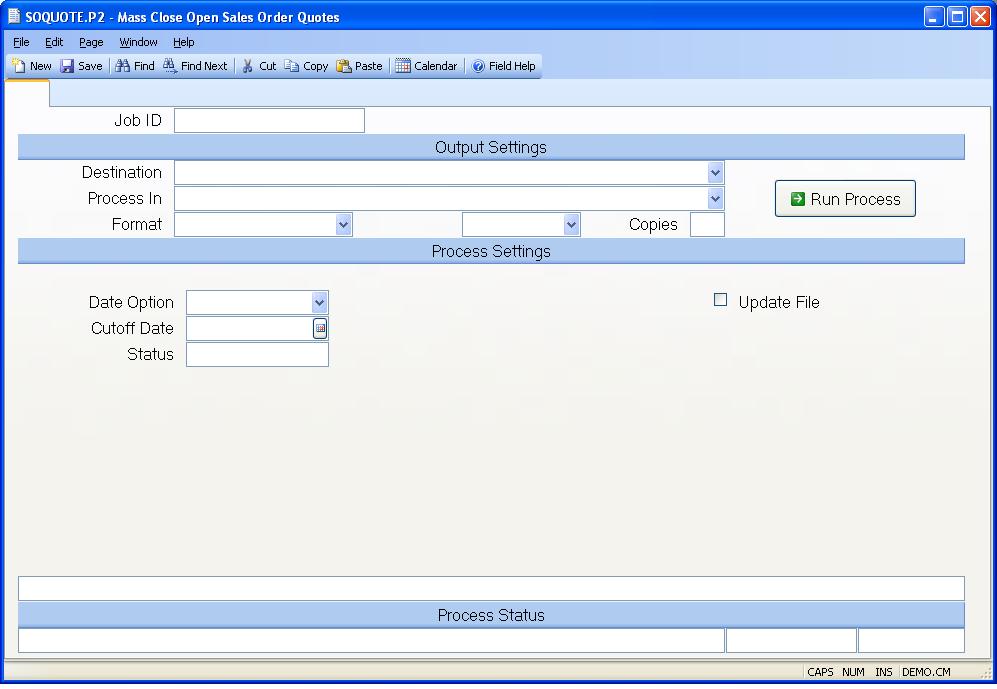 SOQUOTE.P2 - Mass Close Open Sales Order Quotes
File Edit Page Window Help
New Save Find Find Next Cut Copy Paste Calendar Field Help
Job ID
Output Settings
Destination
Process In
Run Process
Format Copies
Process Settings
Date Option Update File
Cutoff Date
Status
Process Status
CAPS NUM INS DEMO.CM